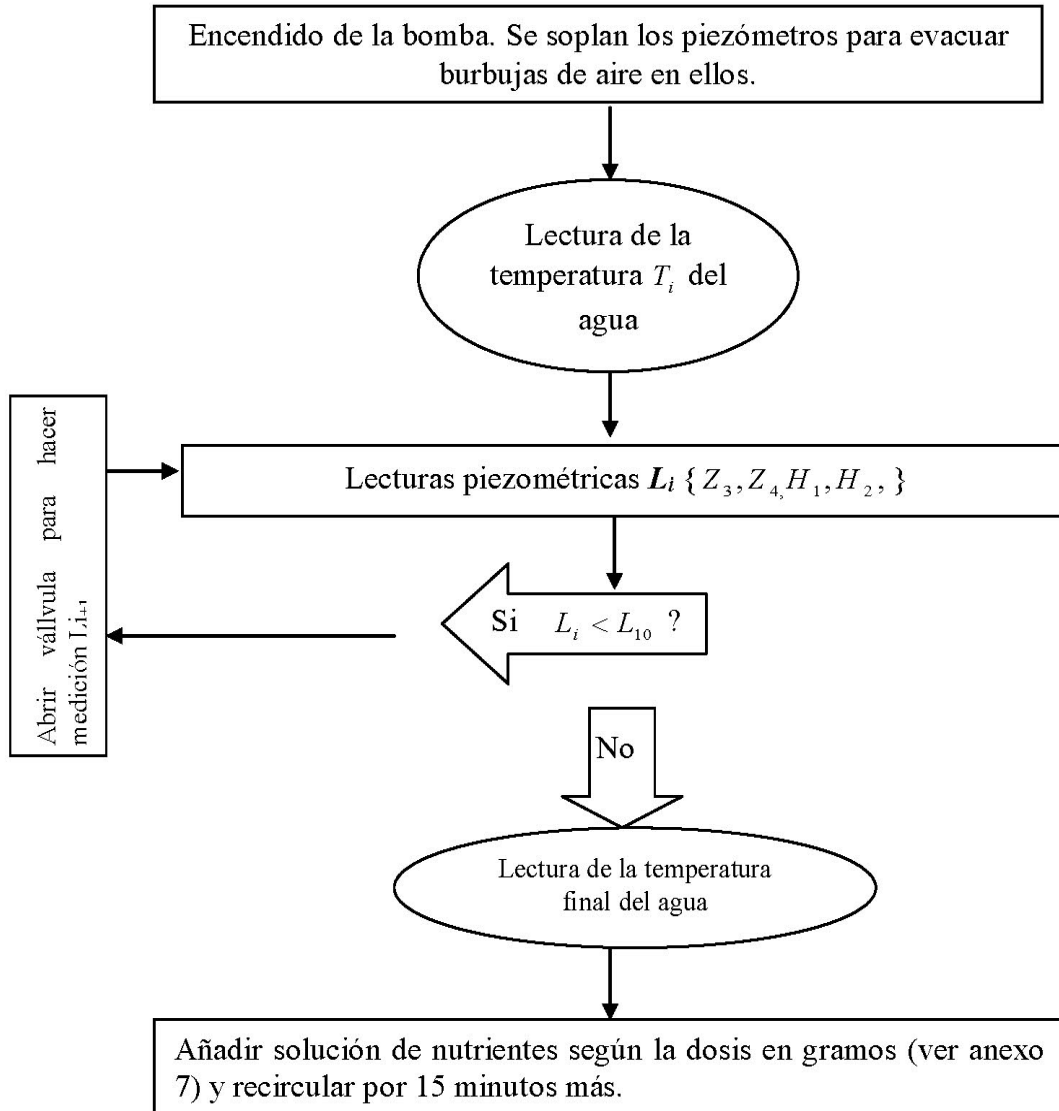 Encendido de la bomba. Se soplan los piezómetros para evacuar
burbujas de aire en ellos.
Lectura de la
temperatura T_i del
agua
Abrir válvvula para hacer
medición Li+1
Lecturas piezométricas L_i { Z_3, Z_4, H_1, H_2, }
Si L_i < L_10 ?
No
Lectura de la temperatura
final del agua
Añadir solución de nutrientes según la dosis en gramos (ver anexo
7) y recircular por 15 minutos más.